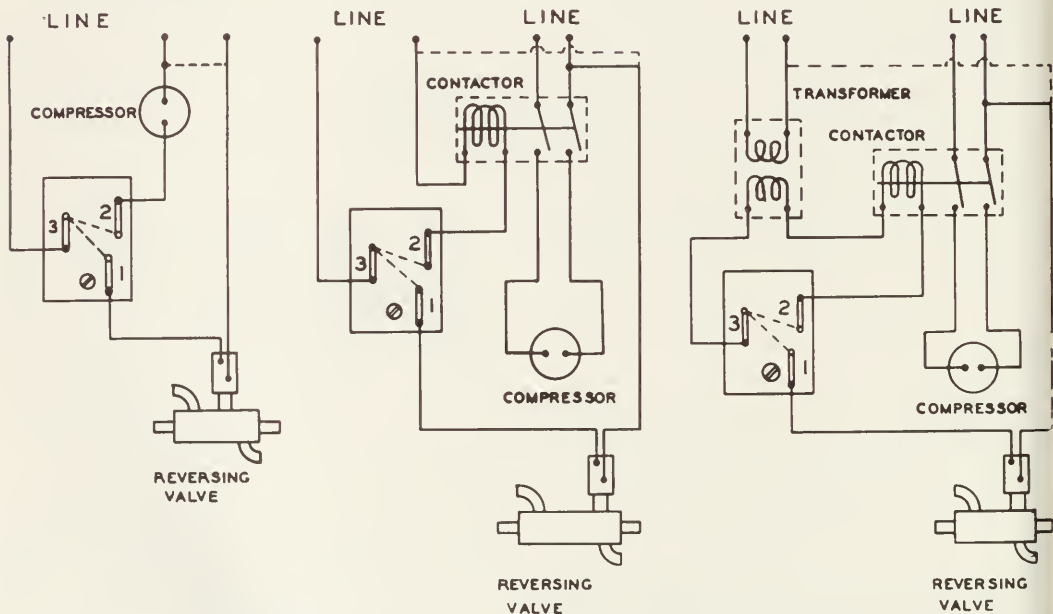 LINE
COMPRESSOR
3
2
1
REVERSING
VALVE
LINE
LINE
CONTACTOR
3
2
1
COMPRESSOR
REVERSING
VALVE
LINE
LINE
TRANSFORMER
CONTACTOR
3
2
1
COMPRESSOR
REVERSING
VALVE